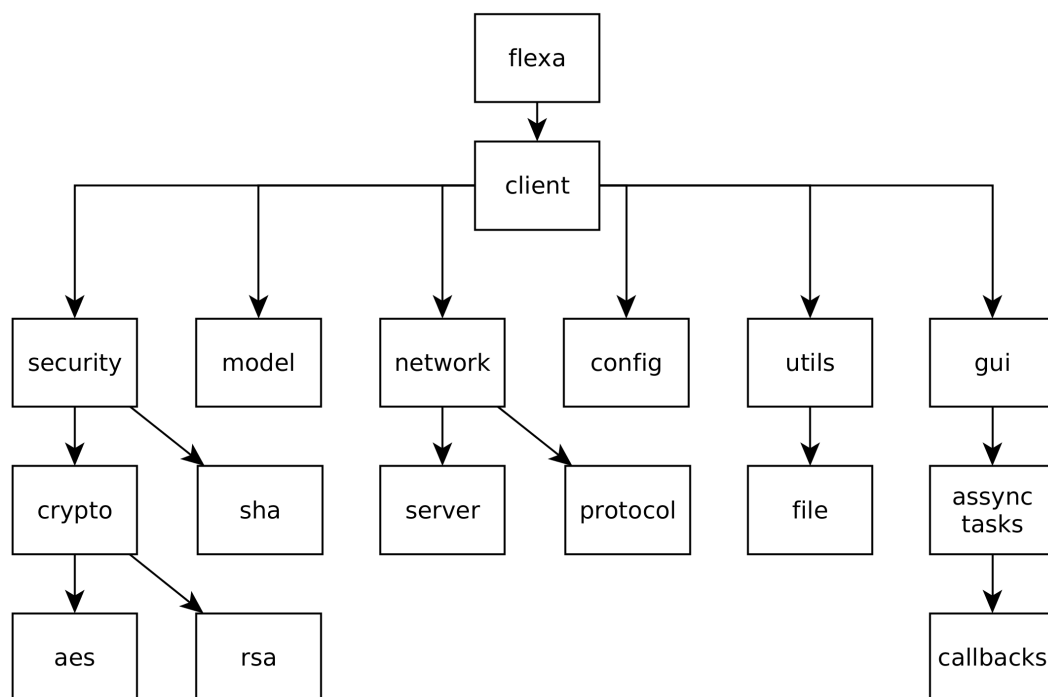 flexa
client
security
model
network
config
utils
gui
crypto
sha
server
protocol
file
assync
tasks
aes
rsa
callbacks